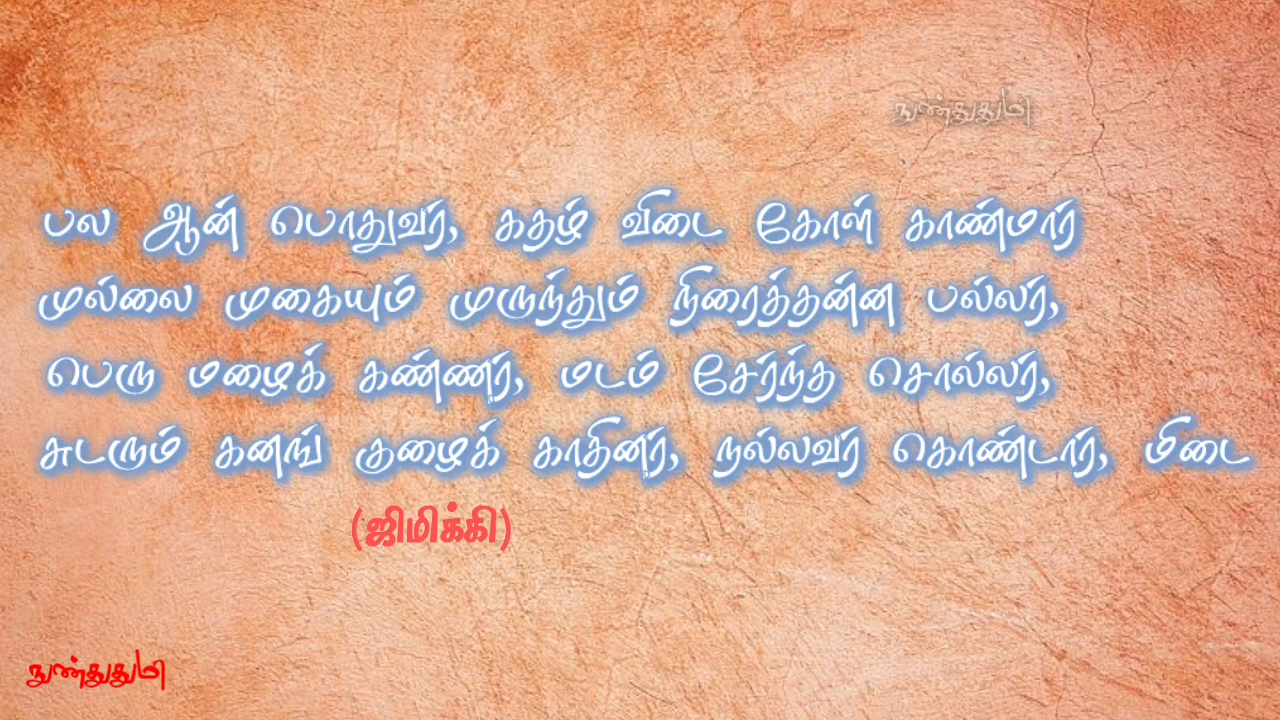 நுண்துதுமி
பல ஆன் பொதுவர், கதழ் விடை கோள் காண்மார்
முல்லை முகையும் முருந்தும் நிரைத்தன்ன பல்லர்,
பெரு மழைக் கண்ணர், மடம் சேர்ந்த சொல்லர்,
சுடரும் கனங் குழைக் காதினர், நல்லவர் கொண்டார், மிடை
(ஜிமிக்கி)
நுண்துதுமி